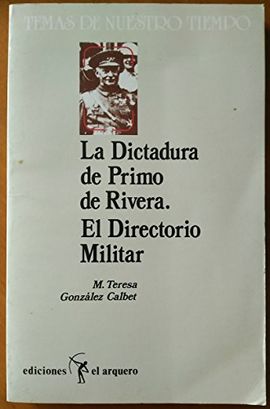 TEMAS DE NUESTRO TIEMPO
La Dictadura
de Primo
de Rivera.
El Directorio
Militar
M. Teresa
González Calbet
ediciones el arquero